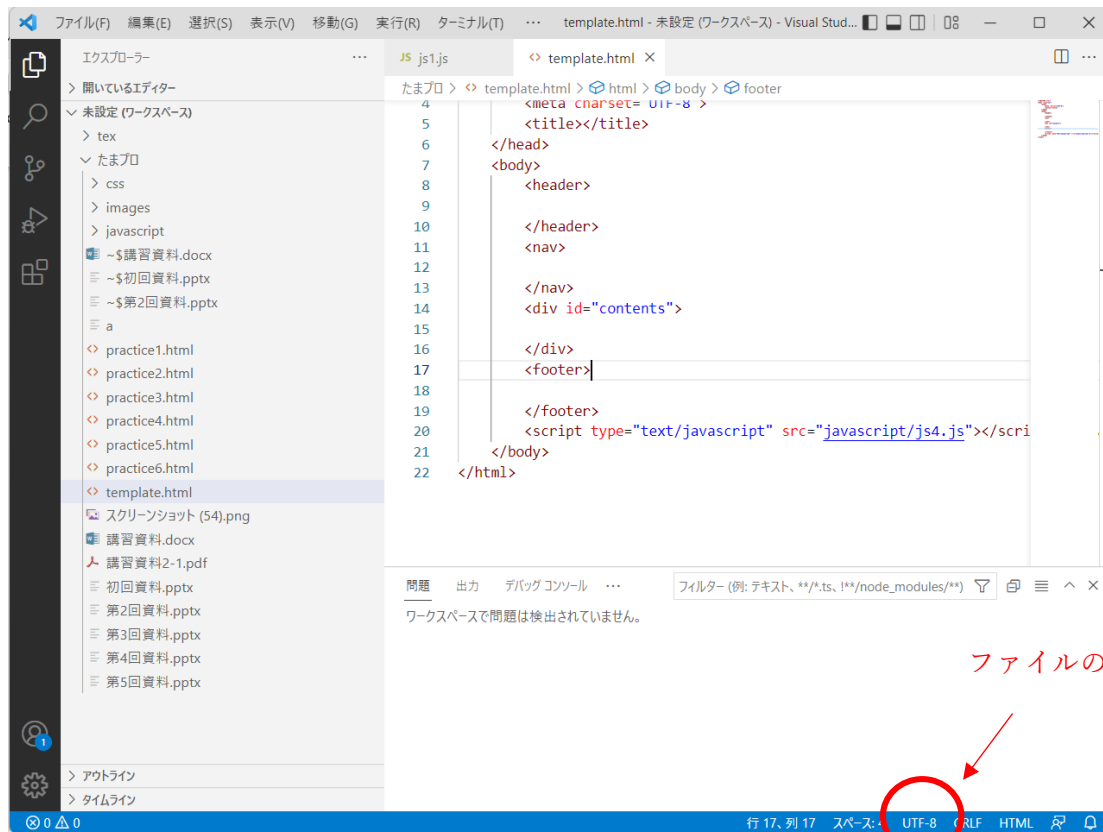 ファイル(F) 編集(E) 選択(S) 表示(V) 移動(G) 実行(R) ターミナル(T) ··· template.html - 未設定 (ワークスペース) - Visual Stud...
エクスプローラー ···
> 開いているエディター
未設定 (ワークスペース)
> tex
たまプロ
> css
> images
> javascript
~$講習資料.docx
~$初回資料.pptx
~$第2回資料.pptx
a
<> practice1.html
<> practice2.html
<> practice3.html
<> practice4.html
<> practice5.html
<> practice6.html
<> template.html
スクリーンショット (54).png
講習資料.docx
講習資料2-1.pdf
初回資料.pptx
第2回資料.pptx
第3回資料.pptx
第4回資料.pptx
第5回資料.pptx
> アウトライン
> タイムライン
JS js1.js <> template.html ×
たまプロ > <> template.html > html > body > footer
4 <meta charset="UTF-8">
5 <title></title>
6 </head>
7 <body>
8 <header>
9
10 </header>
11 <nav>
12
13 </nav>
14 <div id="contents">
15
16 </div>
17 <footer>
18
19 </footer>
20 <script type="text/javascript" src="javascript/js4.js"></scri
21 </body>
22 </html>
問題 出力 デバッグ コンソール ··· フィルター (例: テキスト、**/*.ts、!**/node_modules/**)
ワークスペースで問題は検出されていません。
ファイルの
1
0 0 行 17、列 17 スペース: UTF-8 CRLF HTML